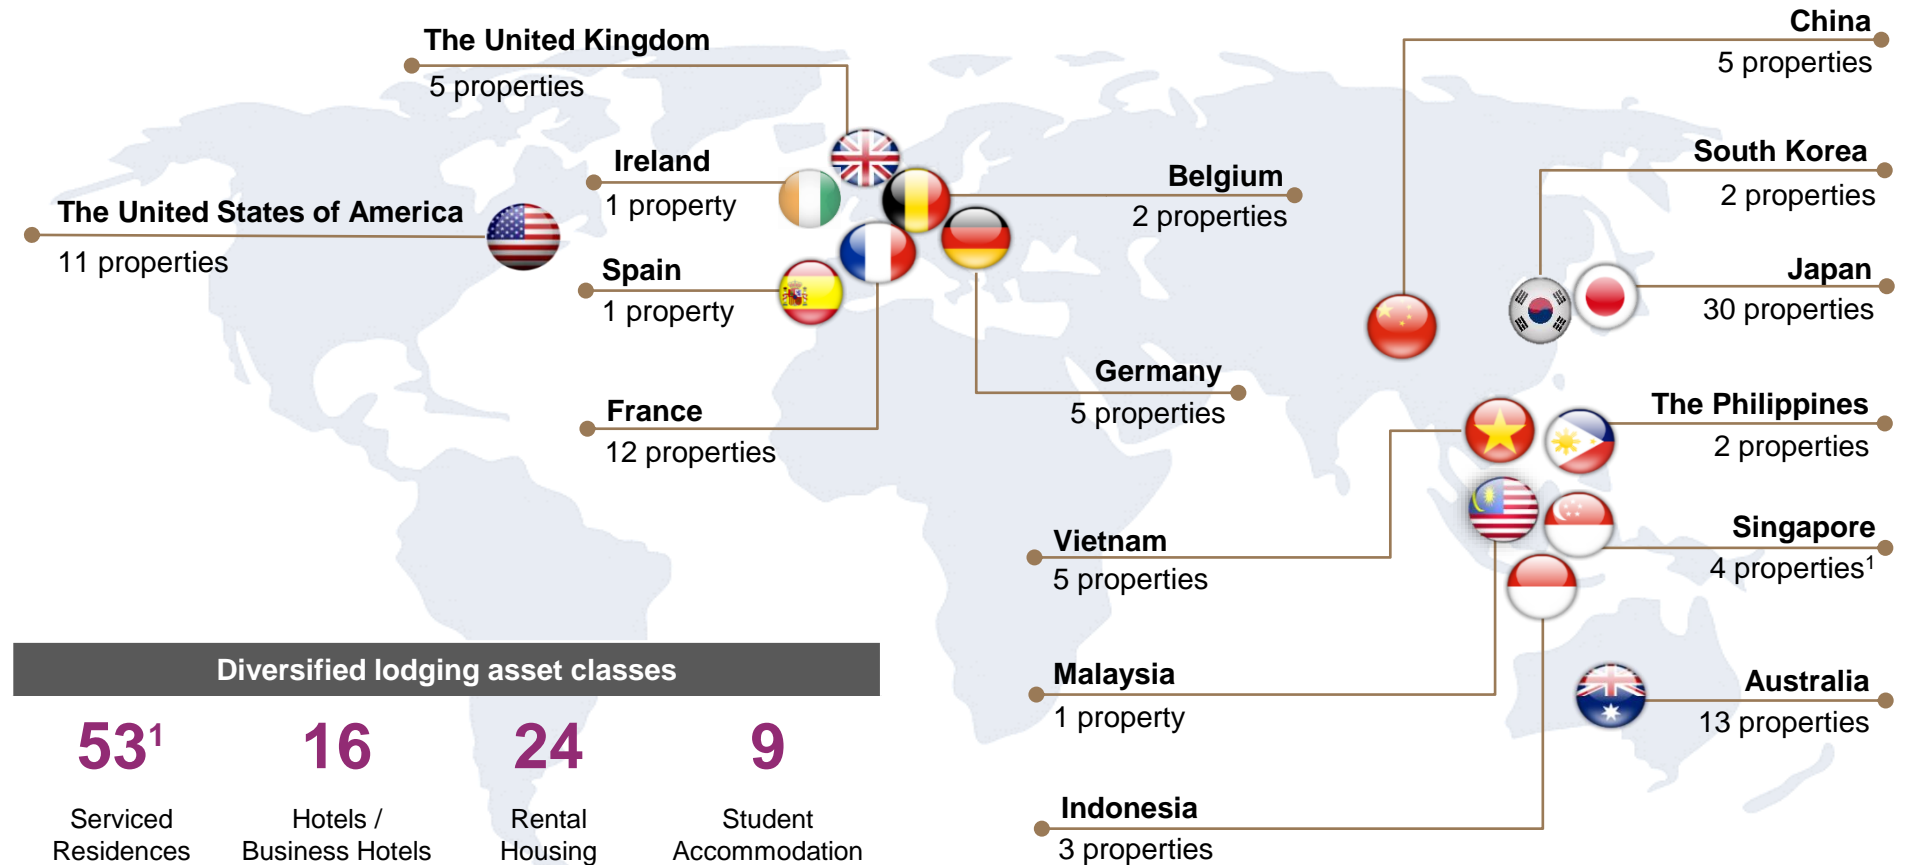 The United Kingdom
5 properties
Ireland
1 property
The United States of America
11 properties
Spain
1 property
France
12 properties
Belgium
2 properties
Germany
5 properties
China
5 properties
South Korea
2 properties
Japan
30 properties
The Philippines
2 properties
Vietnam
5 properties
Singapore
4 properties¹
Malaysia
1 property
Australia
13 properties
Indonesia
3 properties
Diversified lodging asset classes
53¹
Serviced
Residences
16
Hotels /
Business Hotels
24
Rental
Housing
9
Student
Accommodation